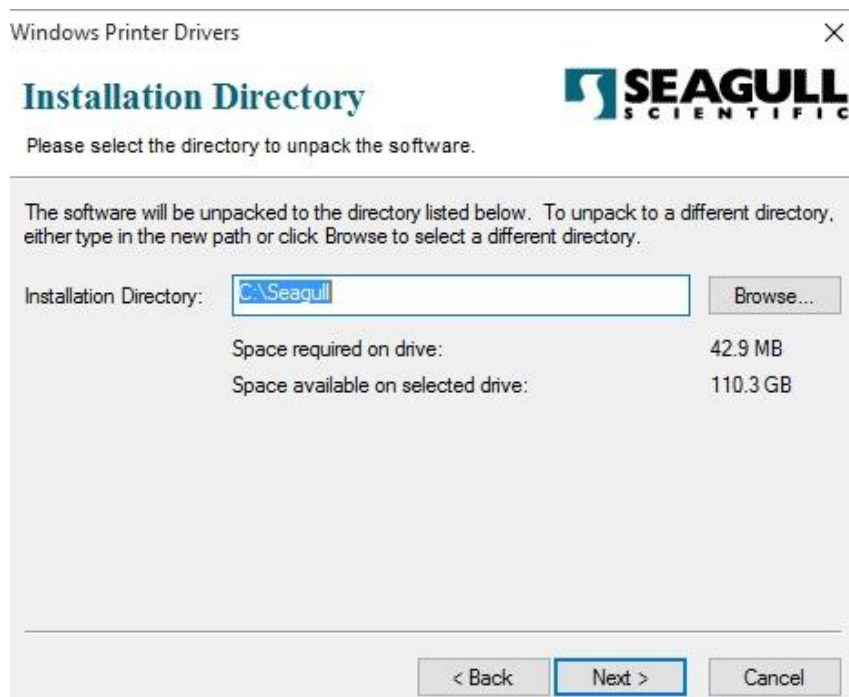 Windows Printer Drivers
Installation Directory
SEAGULL
SCIENTIFIC
Please select the directory to unpack the software.
The software will be unpacked to the directory listed below. To unpack to a different directory,
either type in the new path or click Browse to select a different directory.
Installation Directory: C:\Seagull Browse...
Space required on drive: 42.9 MB
Space available on selected drive: 110.3 GB
< Back Next > Cancel